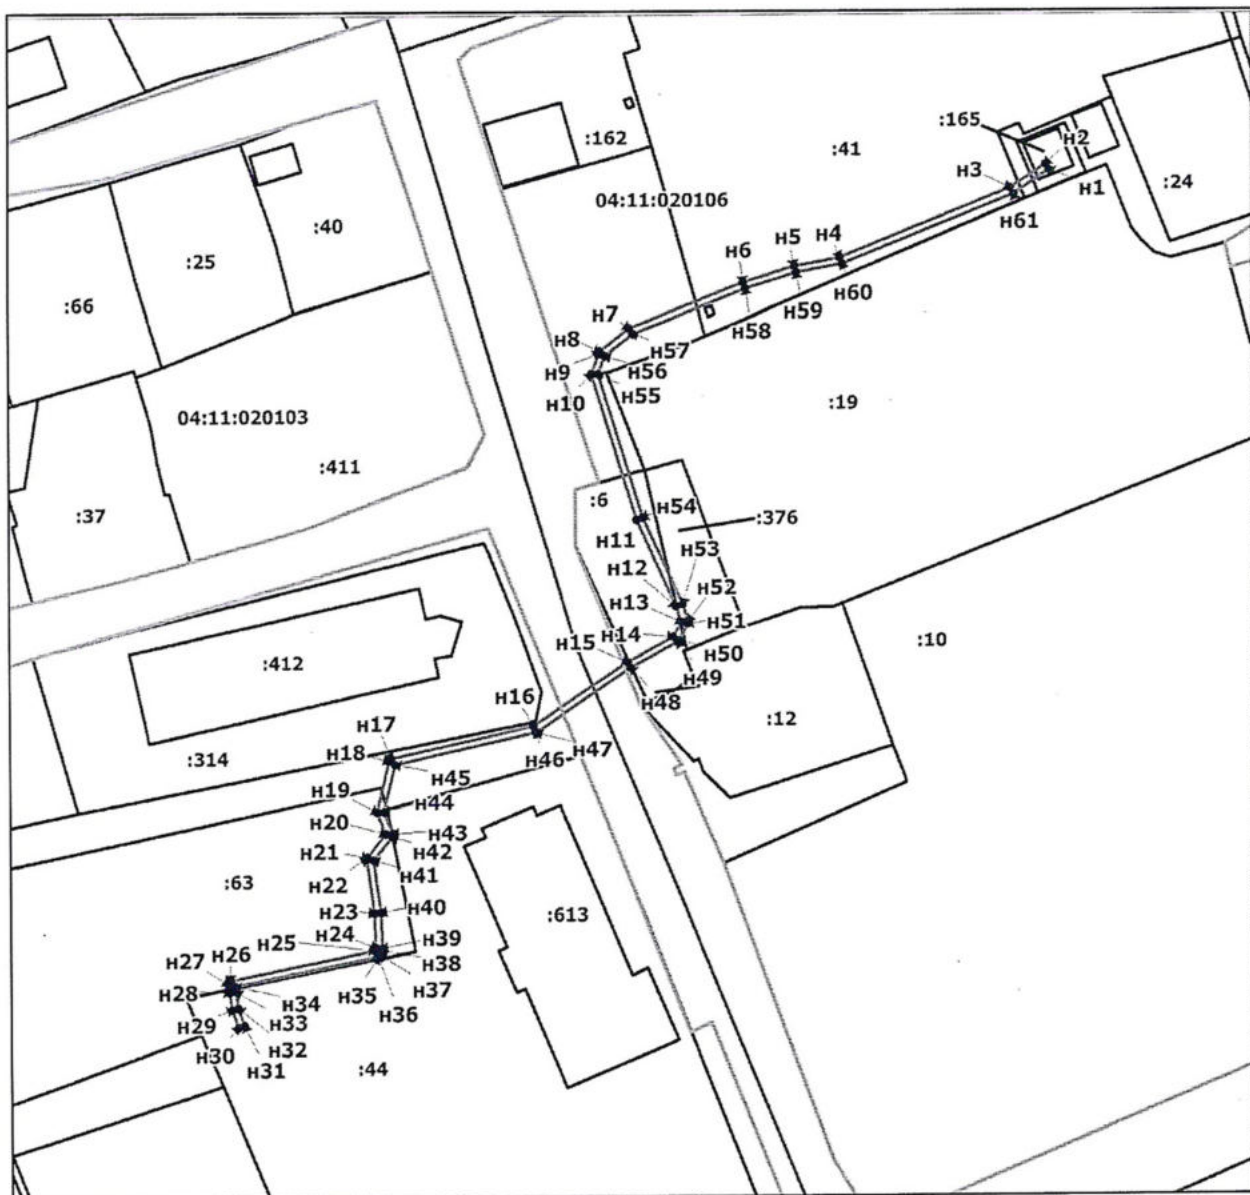 :165
н2
:162
:41
н3
н1
:24
04:11:020106
н61
:40
н5
н4
:25
н6
н60
:66
н59
н7
н58
н8
н57
н9
н56
н10
н55
:19
04:11:020103
:411
:6
н54
:37
:376
н11
н53
н12
н52
н13
н51
н14
н15
н50
:10
:412
н49
н48
н16
:12
н17
н47
н18
н46
:314
н45
н19
н44
н20
н43
н42
н21
н41
н22
:63
н40
н23
:613
н24
н39
н25
н26
н38
н27
н37
н28
н34
н35
н36
н33
н29
н32
н30
н31
:44